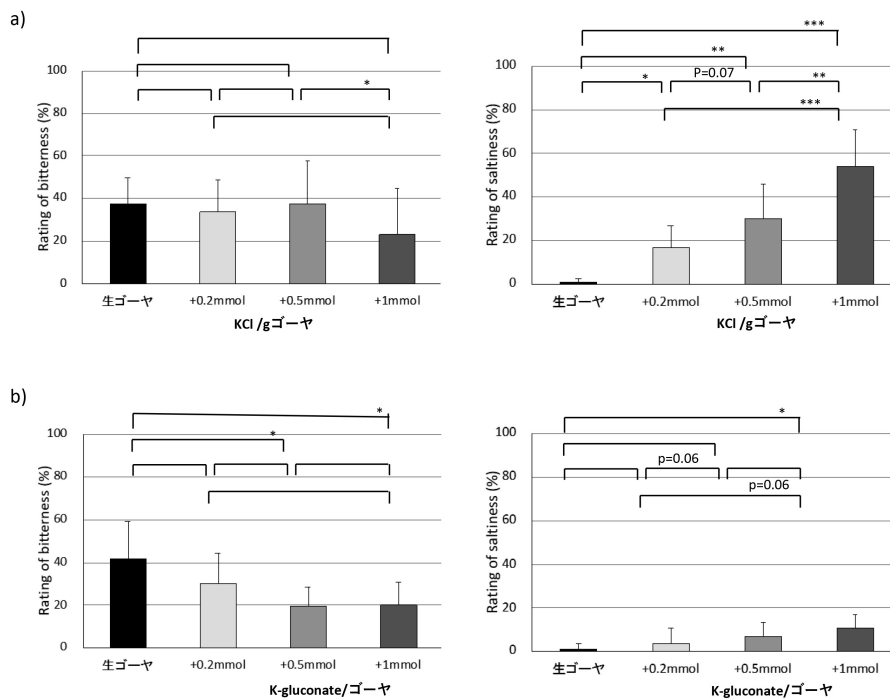 a)
***
**
*
P=0.07
**
***
*
100
80
60
40
20
0
Rating of bitterness (%)
生ゴーヤ +0.2mmol +0.5mmol +1mmol
KCl /gゴーヤ
100
80
60
40
20
0
Rating of saltiness (%)
生ゴーヤ +0.2mmol +0.5mmol +1mmol
KCl /gゴーヤ
b)
*
*
100
80
60
40
20
0
Rating of bitterness (%)
生ゴーヤ +0.2mmol +0.5mmol +1mmol
K-gluconate/ゴーヤ
*
p=0.06
p=0.06
100
80
60
40
20
0
Rating of saltiness (%)
生ゴーヤ +0.2mmol +0.5mmol +1mmol
K-gluconate/ゴーヤ